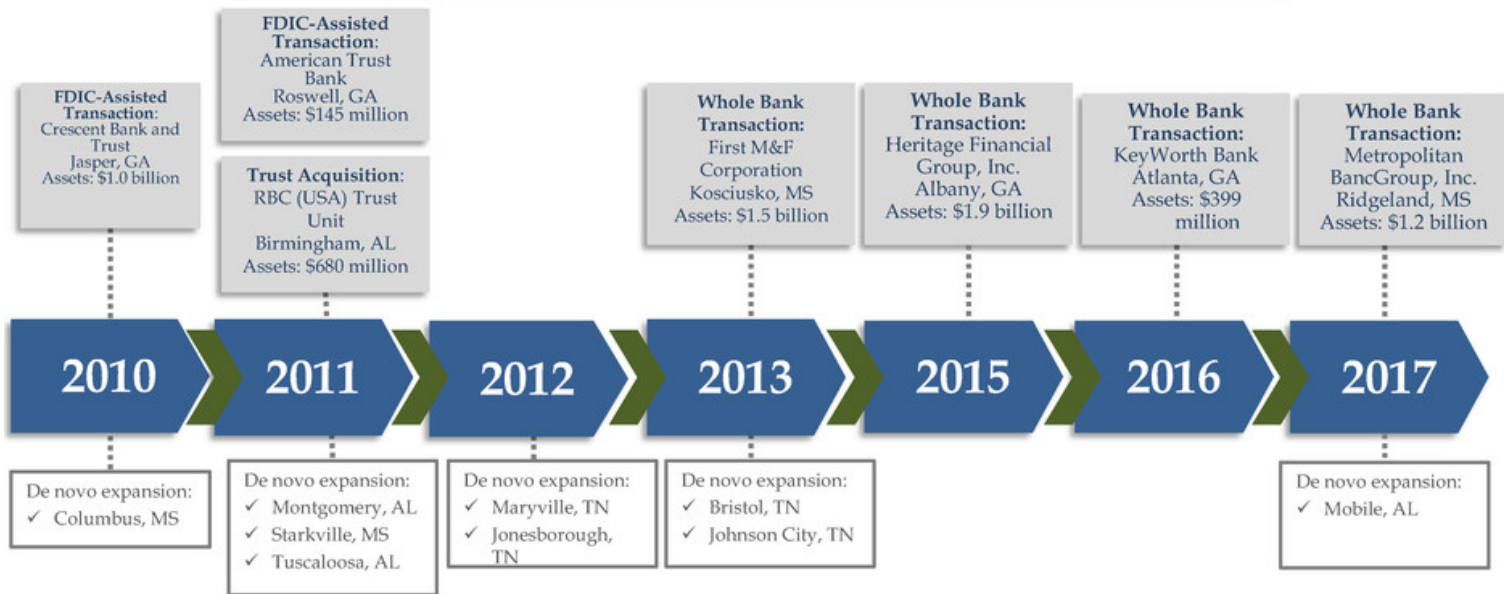 FDIC-Assisted
Transaction:
Crescent Bank and
Trust
Jasper, GA
Assets: $1.0 billion
FDIC-Assisted
Transaction:
American Trust
Bank
Roswell, GA
Assets: $145 million
Trust Acquisition:
RBC (USA) Trust
Unit
Birmingham, AL
Assets: $680 million
Whole Bank
Transaction:
First M&F
Corporation
Kosciusko, MS
Assets: $1.5 billion
Whole Bank
Transaction:
Heritage Financial
Group, Inc.
Albany, GA
Assets: $1.9 billion
Whole Bank
Transaction:
KeyWorth Bank
Atlanta, GA
Assets: $399
million
Whole Bank
Transaction:
Metropolitan
BancGroup, Inc.
Ridgeland, MS
Assets: $1.2 billion
2010
2011
2012
2013
2015
2016
2017
De novo expansion:
✓ Columbus, MS
De novo expansion:
✓ Montgomery, AL
✓ Starkville, MS
✓ Tuscaloosa, AL
De novo expansion:
✓ Maryville, TN
✓ Jonesborough,
TN
De novo expansion:
✓ Bristol, TN
✓ Johnson City, TN
De novo expansion:
✓ Mobile, AL